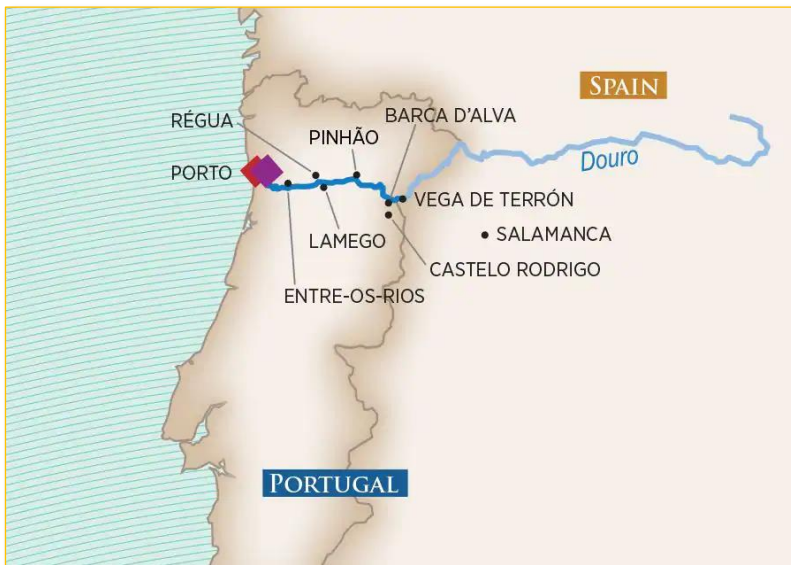 SPAIN
BARCA D'ALVA
RÉGUA
PINHÃO
Douro
PORTO
VEGA DE TERRÓN
SALAMANCA
LAMEGO
CASTELO RODRIGO
ENTRE-OS-RIOS
PORTUGAL